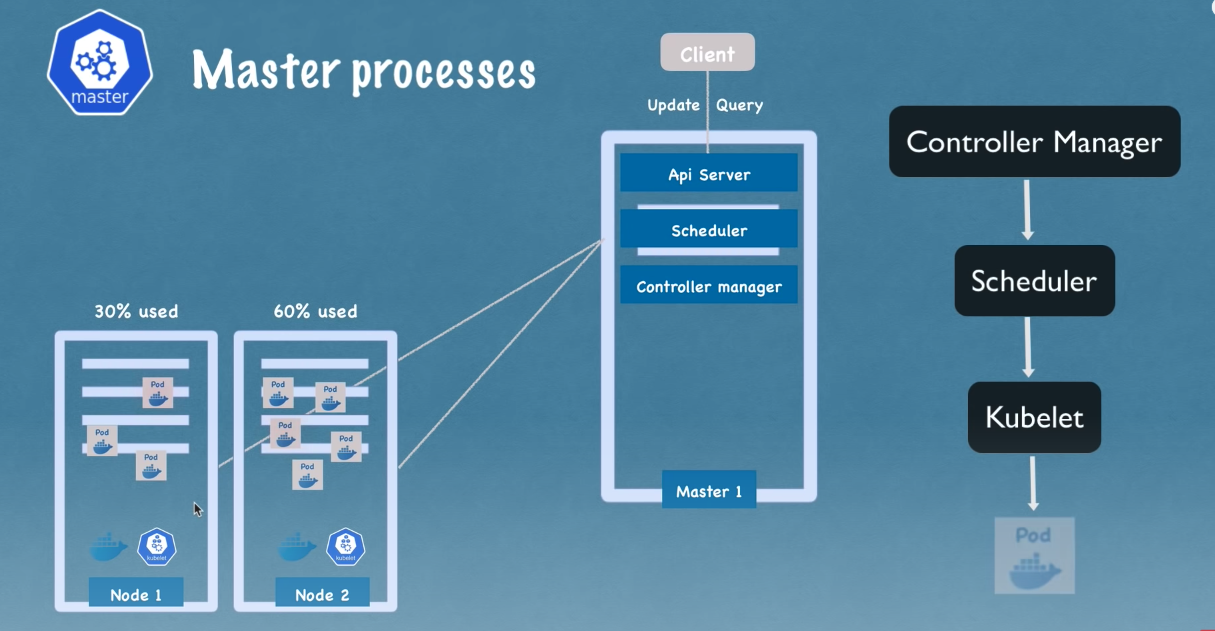 master
Master processes
Client
Update Query
Api Server
Scheduler
Controller manager
Master 1
30% used
60% used
Pod
Pod
Pod
kubelet
Node 1
Pod
Pod
Pod
Pod
Pod
kubelet
Node 2
Controller Manager
Scheduler
Kubelet
Pod